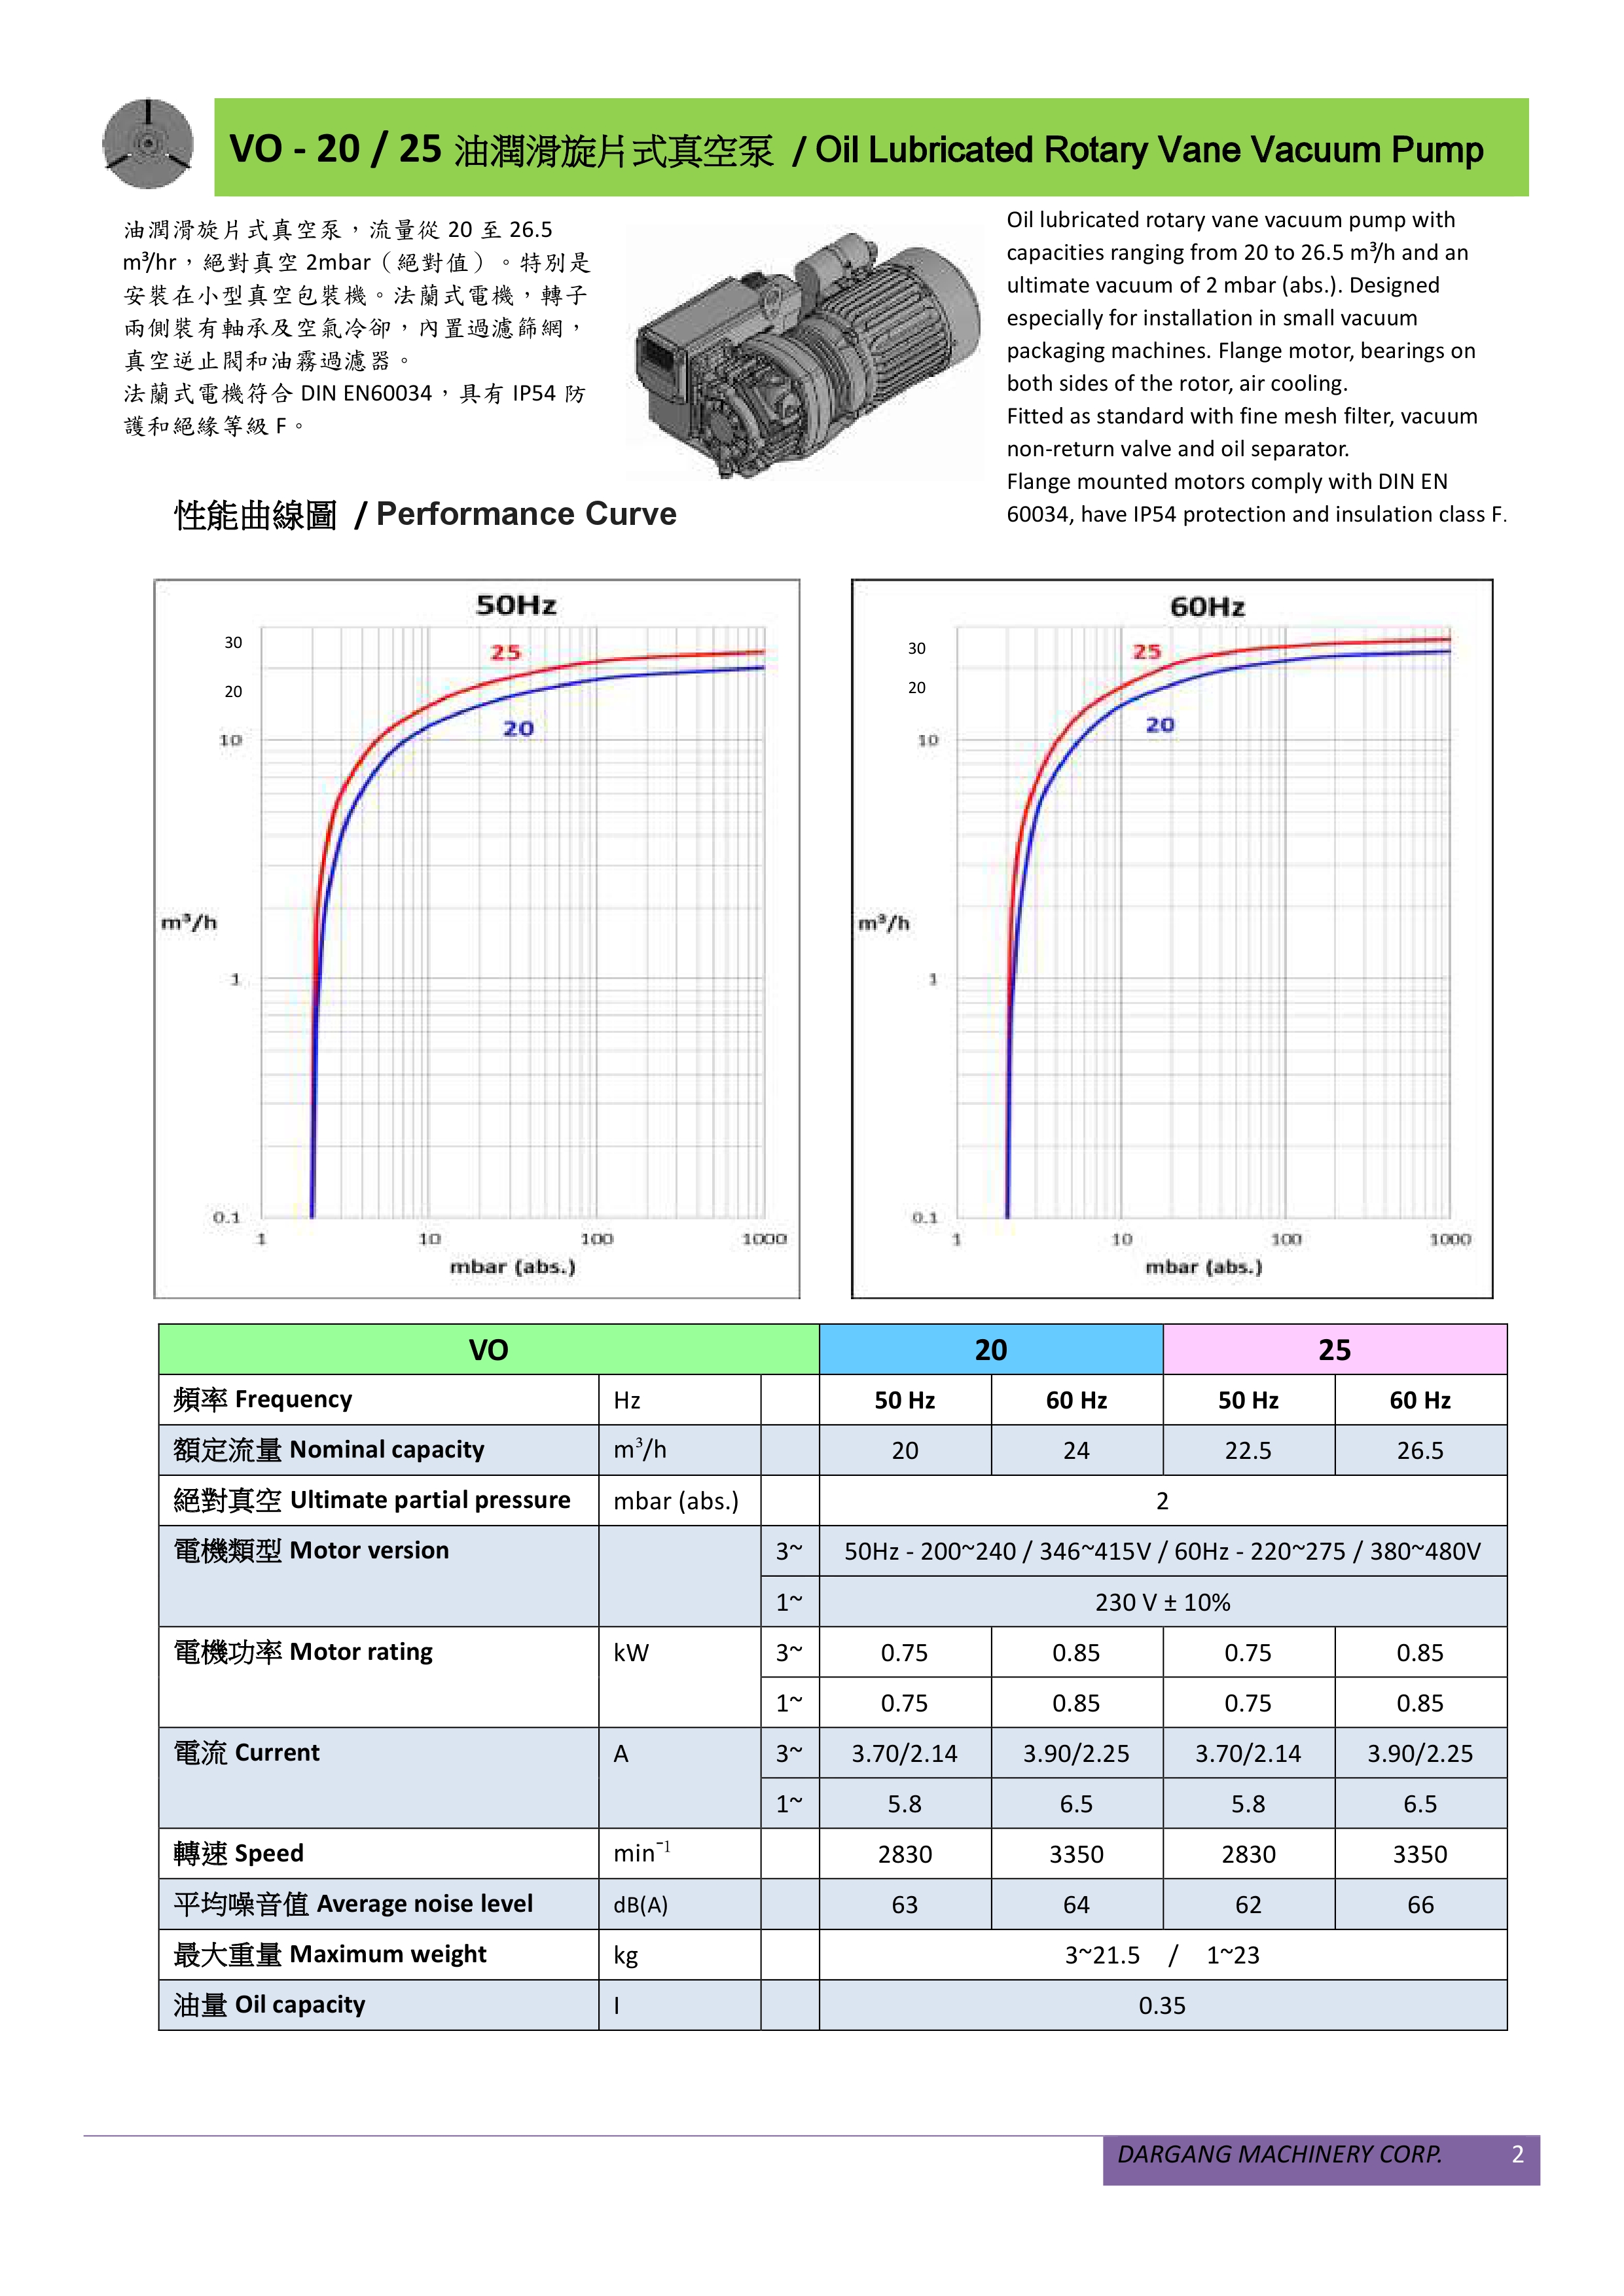 VO - 20 / 25 油潤滑旋片式真空泵 / Oil Lubricated Rotary Vane Vacuum Pump
油潤滑旋片式真空泵，流量從 20 至 26.5
m³/hr，絕對真空 2mbar（絕對值）。特別是
安裝在小型真空包裝機。法蘭式電機，轉子
兩側裝有軸承及空氣冷卻，內置過濾篩網，
真空逆止閥和油霧過濾器。
法蘭式電機符合 DIN EN60034，具有 IP54 防
護和絕緣等級 F。
Oil lubricated rotary vane vacuum pump with
capacities ranging from 20 to 26.5 m³/h and an
ultimate vacuum of 2 mbar (abs.). Designed
especially for installation in small vacuum
packaging machines. Flange motor, bearings on
both sides of the rotor, air cooling.
Fitted as standard with fine mesh filter, vacuum
non-return valve and oil separator.
Flange mounted motors comply with DIN EN
60034, have IP54 protection and insulation class F.
性能曲線圖 / Performance Curve
50Hz
30
25
20
20
10
m³/h
1
0.1
1 10 100 1000
mbar (abs.)
60Hz
30
25
20
20
10
m³/h
1
0.1
1 10 100 1000
mbar (abs.)
VO 20 25
頻率 Frequency Hz 50 Hz 60 Hz 50 Hz 60 Hz
額定流量 Nominal capacity m³/h 20 24 22.5 26.5
絕對真空 Ultimate partial pressure mbar (abs.) 2
電機類型 Motor version 3~ 50Hz - 200~240 / 346~415V / 60Hz - 220~275 / 380~480V
1~ 230 V ± 10%
電機功率 Motor rating kW 3~ 0.75 0.85 0.75 0.85
1~ 0.75 0.85 0.75 0.85
電流 Current A 3~ 3.70/2.14 3.90/2.25 3.70/2.14 3.90/2.25
1~ 5.8 6.5 5.8 6.5
轉速 Speed min⁻¹ 2830 3350 2830 3350
平均噪音值 Average noise level dB(A) 63 64 62 66
最大重量 Maximum weight kg 3~21.5 / 1~23
油量 Oil capacity l 0.35
DARGANG MACHINERY CORP. 2